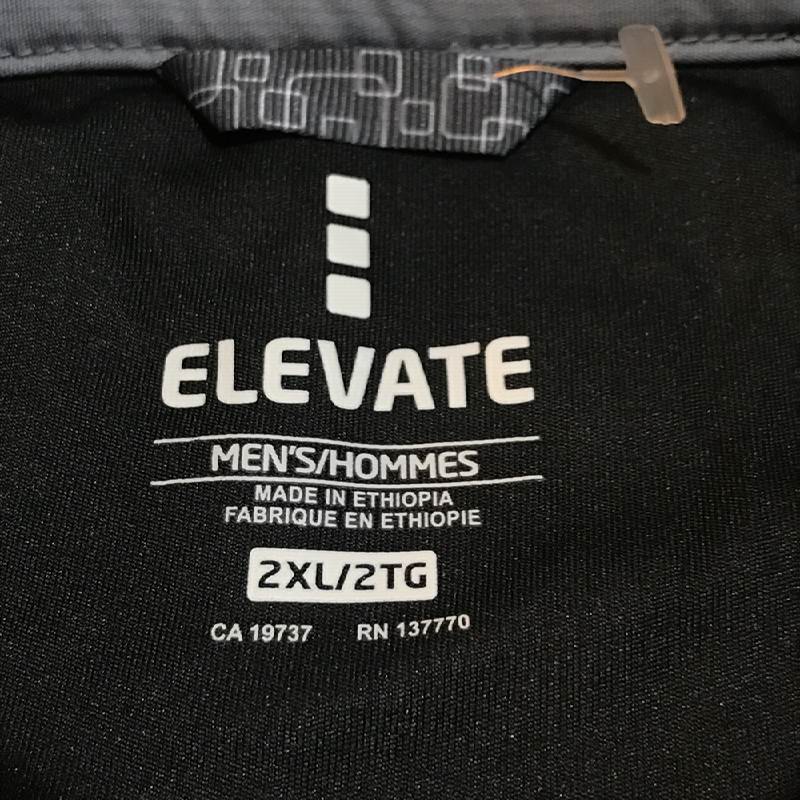 ELEVATE
MEN'S/HOMMES
MADE IN ETHIOPIA
FABRIQUE EN ETHIOPIE
2XL/2TG
CA 19737 RN 137770